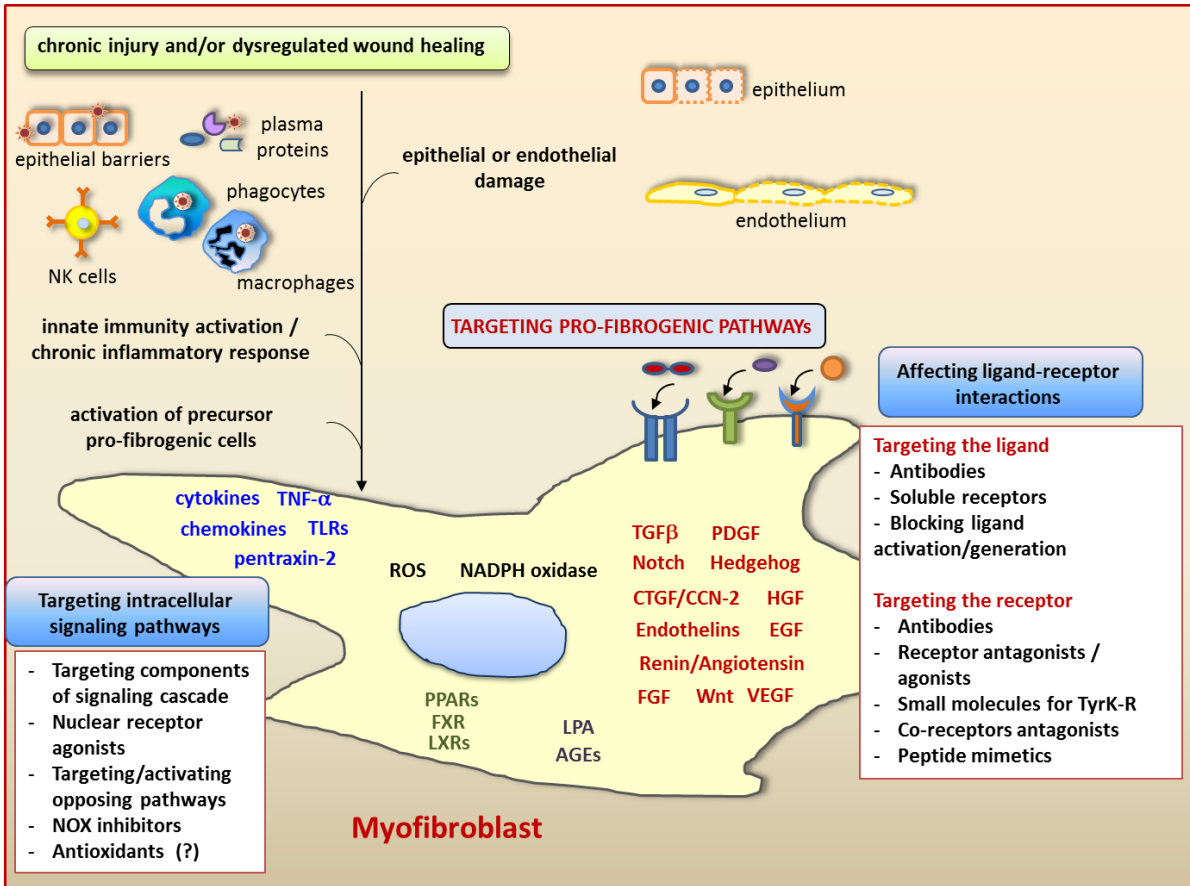 chronic injury and/or dysregulated wound healing
epithelial barriers
plasma
proteins
phagocytes
NK cells
macrophages
epithelial or endothelial
damage
epithelium
endothelium
innate immunity activation /
chronic inflammatory response
activation of precursor
pro-fibrogenic cells
TARGETING PRO-FIBROGENIC PATHWAYs
Affecting ligand-receptor
interactions
Targeting the ligand
- Antibodies
- Soluble receptors
- Blocking ligand
activation/generation
Targeting the receptor
- Antibodies
- Receptor antagonists /
agonists
- Small molecules for TyrK-R
- Co-receptors antagonists
- Peptide mimetics
cytokines TNF-α
chemokines TLRs
pentraxin-2
ROS NADPH oxidase
TGFβ PDGF
Notch Hedgehog
CTGF/CCN-2 HGF
Endothelins EGF
Renin/Angiotensin
FGF Wnt VEGF
PPARs
FXR
LXRs
LPA
AGEs
Targeting intracellular
signaling pathways
- Targeting components
of signaling cascade
- Nuclear receptor
agonists
- Targeting/activating
opposing pathways
- NOX inhibitors
- Antioxidants (?)
Myofibroblast